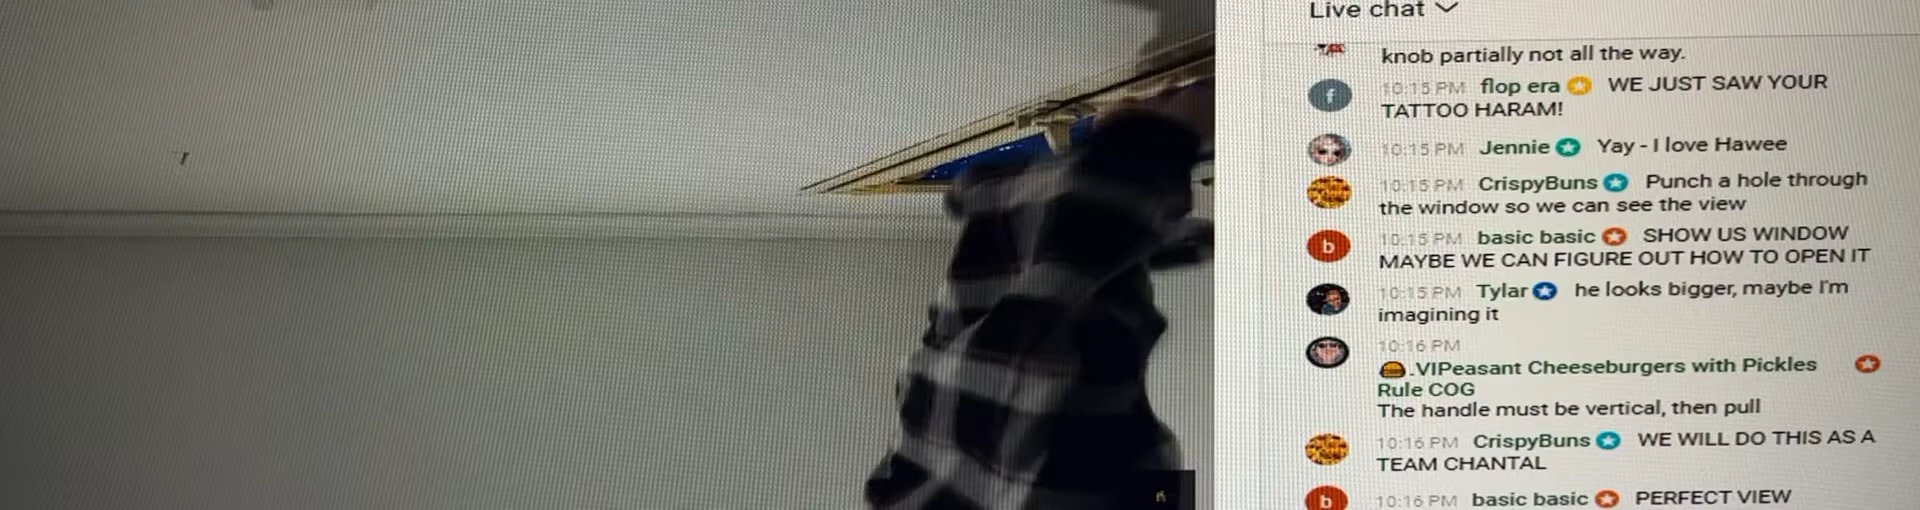 Live chat
knob partially not all the way.
10:15 PM flop era WE JUST SAW YOUR
TATTOO HARAM!
10:15 PM Jennie Yay - I love Hawee
10:15 PM CrispyBuns Punch a hole through
the window so we can see the view
10:15 PM basic basic SHOW US WINDOW
MAYBE WE CAN FIGURE OUT HOW TO OPEN IT
10:15 PM Tylar he looks bigger, maybe I'm
imagining it
10:16 PM
.VIPeasant Cheeseburgers with Pickles
Rule COG
The handle must be vertical, then pull
10:16 PM CrispyBuns WE WILL DO THIS AS A
TEAM CHANTAL
10:16 PM basic basic PERFECT VIEW